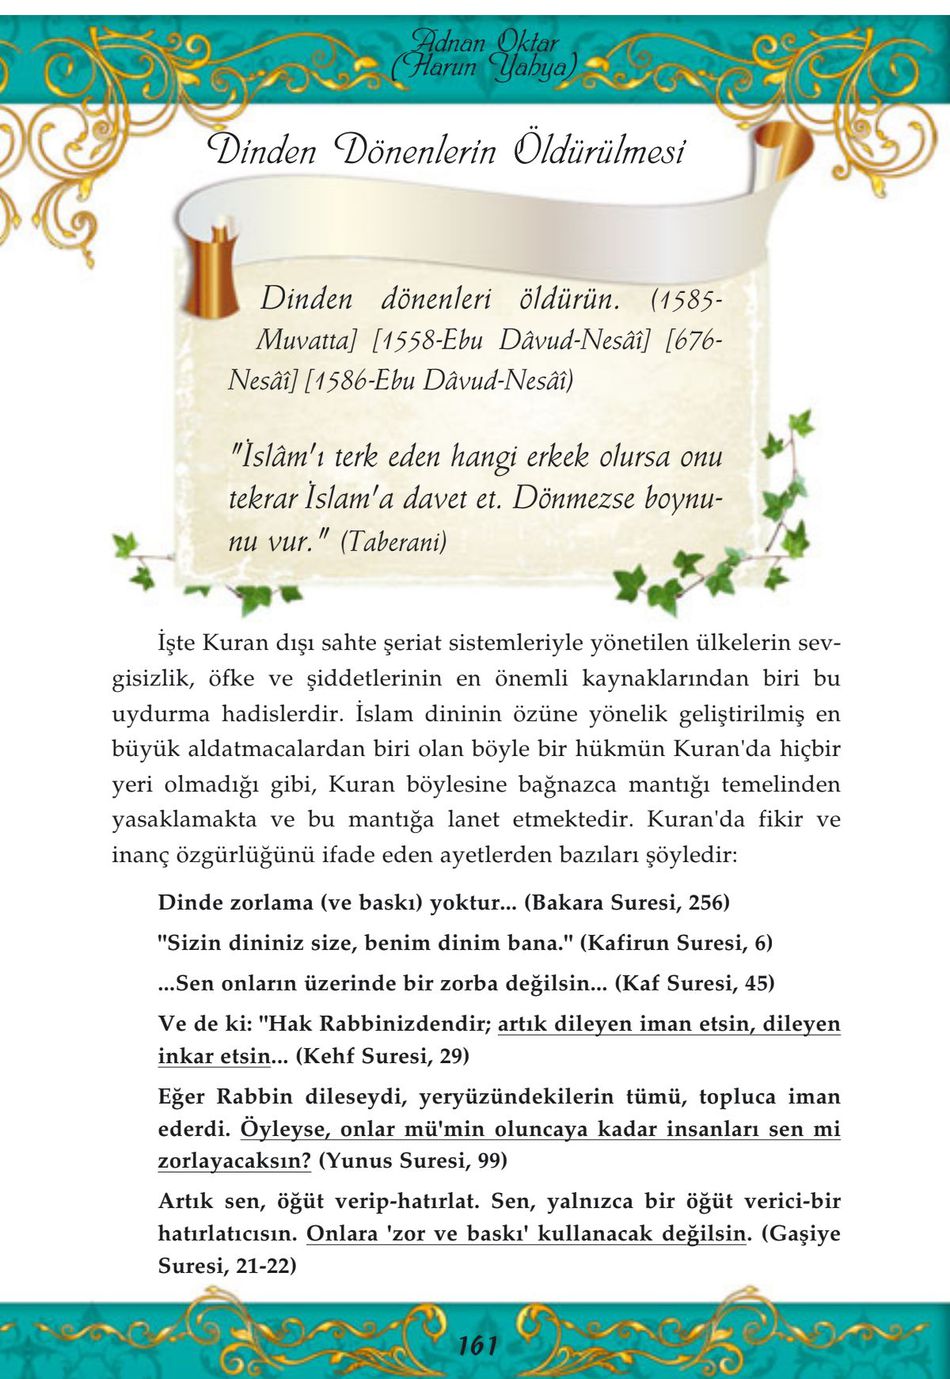 Adnan Oktar
(Harun Yahya)
Dinden Dönenlerin Öldürülmesi
Dinden dönenleri öldürün. (1585-
Muvatta] [1558-Ebu Dâvud-Nesâî] [676-
Nesâî] [1586-Ebu Dâvud-Nesâî)
"İslâm'ı terk eden hangi erkek olursa onu
tekrar İslam'a davet et. Dönmezse boynu-
nu vur." (Taberani)
İşte Kuran dışı sahte şeriat sistemleriyle yönetilen ülkelerin sev-
gisizlik, öfke ve şiddetlerinin en önemli kaynaklarından biri bu
uydurma hadislerdir. İslam dininin özüne yönelik geliştirilmiş en
büyük aldatmacalardan biri olan böyle bir hükmün Kuran'da hiçbir
yeri olmadığı gibi, Kuran böylesine bağnazca mantığı temelinden
yasaklamakta ve bu mantığa lanet etmektedir. Kuran'da fikir ve
inanç özgürlüğünü ifade eden ayetlerden bazıları şöyledir:
Dinde zorlama (ve baskı) yoktur... (Bakara Suresi, 256)
"Sizin dininiz size, benim dinim bana." (Kafirun Suresi, 6)
...Sen onların üzerinde bir zorba değilsin... (Kaf Suresi, 45)
Ve de ki: "Hak Rabbinizdendir; artık dileyen iman etsin, dileyen
inkar etsin... (Kehf Suresi, 29)
Eğer Rabbin dileseydi, yeryüzündekilerin tümü, topluca iman
ederdi. Öyleyse, onlar mü'min oluncaya kadar insanları sen mi
zorlayacaksın? (Yunus Suresi, 99)
Artık sen, öğüt verip-hatırlat. Sen, yalnızca bir öğüt verici-bir
hatırlatıcısın. Onlara 'zor ve baskı' kullanacak değilsin. (Gaşiye
Suresi, 21-22)
161